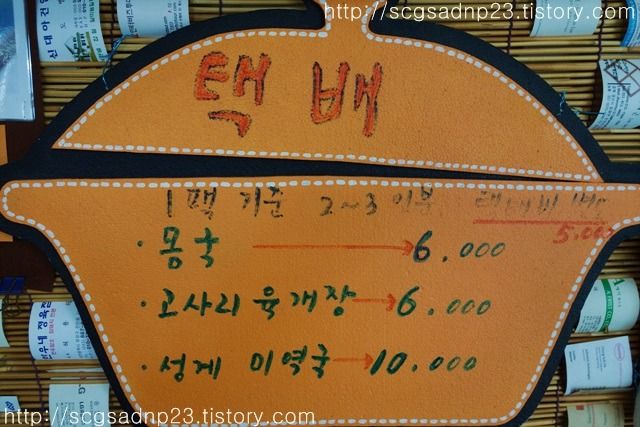 http://scgsadnp23.tistory.com
택배
1팩 기준 2~3인분 택배비
5.000
· 몸국 → 6.000
· 고사리 육개장 → 6.000
· 성게 미역국 → 10.000
http://scgsadnp23.tistory.com